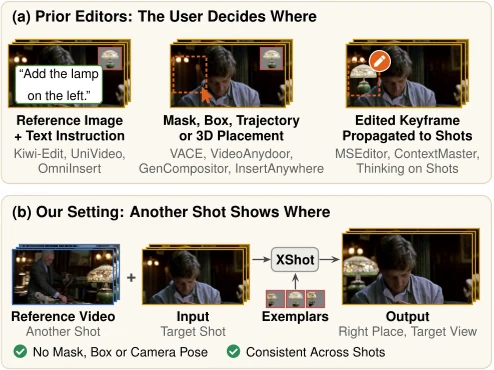 (a) Prior Editors: The User Decides Where
“Add the lamp
on the left.”
Reference Image
+ Text Instruction
Kiwi-Edit, UniVideo,
OmniInsert
Mask, Box, Trajectory
or 3D Placement
VACE, VideoAnydoor,
GenCompositor, InsertAnywhere
Edited Keyframe
Propagated to Shots
MSEditor, ContextMaster,
Thinking on Shots
(b) Our Setting: Another Shot Shows Where
+
XShot
Reference Video
Another Shot
Input
Target Shot
Exemplars
Output
Right Place, Target View
No Mask, Box or Camera Pose
Consistent Across Shots